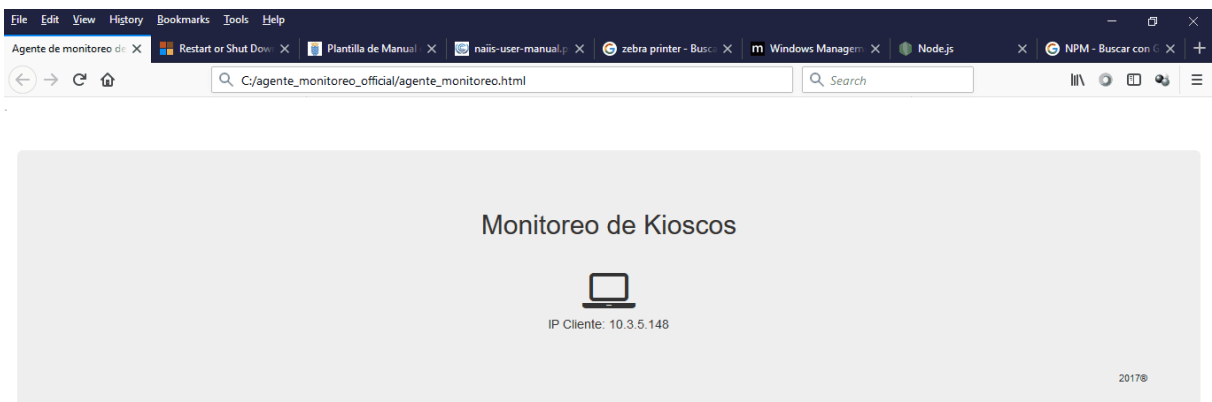 File Edit View History Bookmarks Tools Help
Agente de monitoreo de
Restart or Shut Dow
Plantilla de Manual
naiis-user-manual.p
zebra printer - Busca
Windows Managem
Node.js
NPM - Buscar con G
C:/agente_monitoreo_official/agente_monitoreo.html
Search
Monitoreo de Kioscos
IP Cliente: 10.3.5.148
2017®